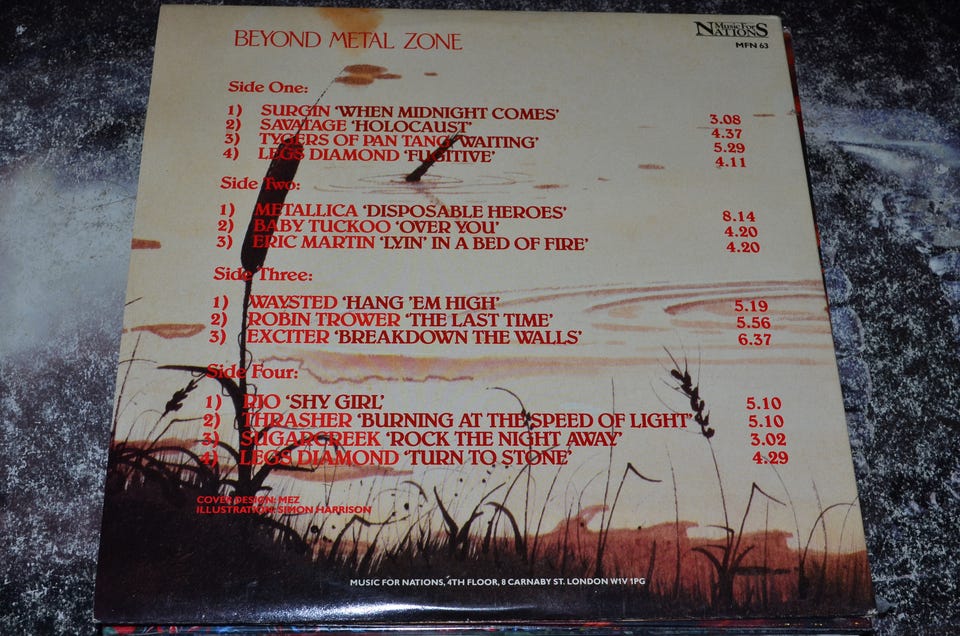 BEYOND METAL ZONE
Music For NATIONS
MFN 63
Side One:
1) SURGIN 'WHEN MIDNIGHT COMES' 3.08
2) SAVATAGE 'HOLOCAUST' 4.37
3) TYGERS OF PAN TANG 'WAITING' 5.29
4) LEGS DIAMOND 'FUGITIVE' 4.11
Side Two:
1) METALLICA 'DISPOSABLE HEROES' 8.14
2) BABY TUCKOO 'OVER YOU' 4.20
3) ERIC MARTIN 'LYIN' IN A BED OF FIRE' 4.20
Side Three:
1) WAYSTED 'HANG 'EM HIGH' 5.19
2) ROBIN TROWER 'THE LAST TIME' 5.56
3) EXCITER 'BREAKDOWN THE WALLS' 6.37
Side Four:
1) RIO 'SHY GIRL' 5.10
2) THRASHER 'BURNING AT THE SPEED OF LIGHT' 5.10
3) SUGARCREEK 'ROCK THE NIGHT AWAY' 3.02
4) LEGS DIAMOND 'TURN TO STONE' 4.29
COVER DESIGN: MEZ
ILLUSTRATION: SIMON HARRISON
MUSIC FOR NATIONS, 4TH FLOOR, 8 CARNABY ST. LONDON W1V 1PG